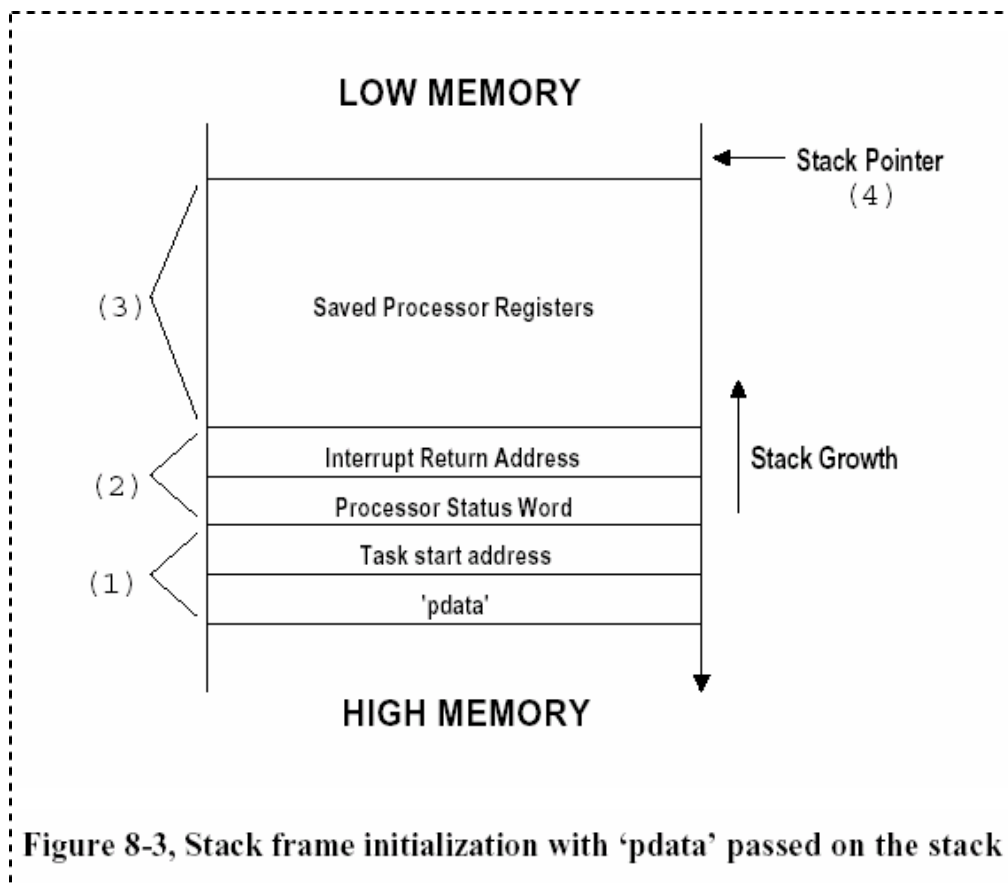 LOW MEMORY
Stack Pointer
(4)
(3)
Saved Processor Registers
Stack Growth
(2)
Interrupt Return Address
Processor Status Word
(1)
Task start address
'pdata'
HIGH MEMORY
Figure 8-3, Stack frame initialization with ‘pdata’ passed on the stack